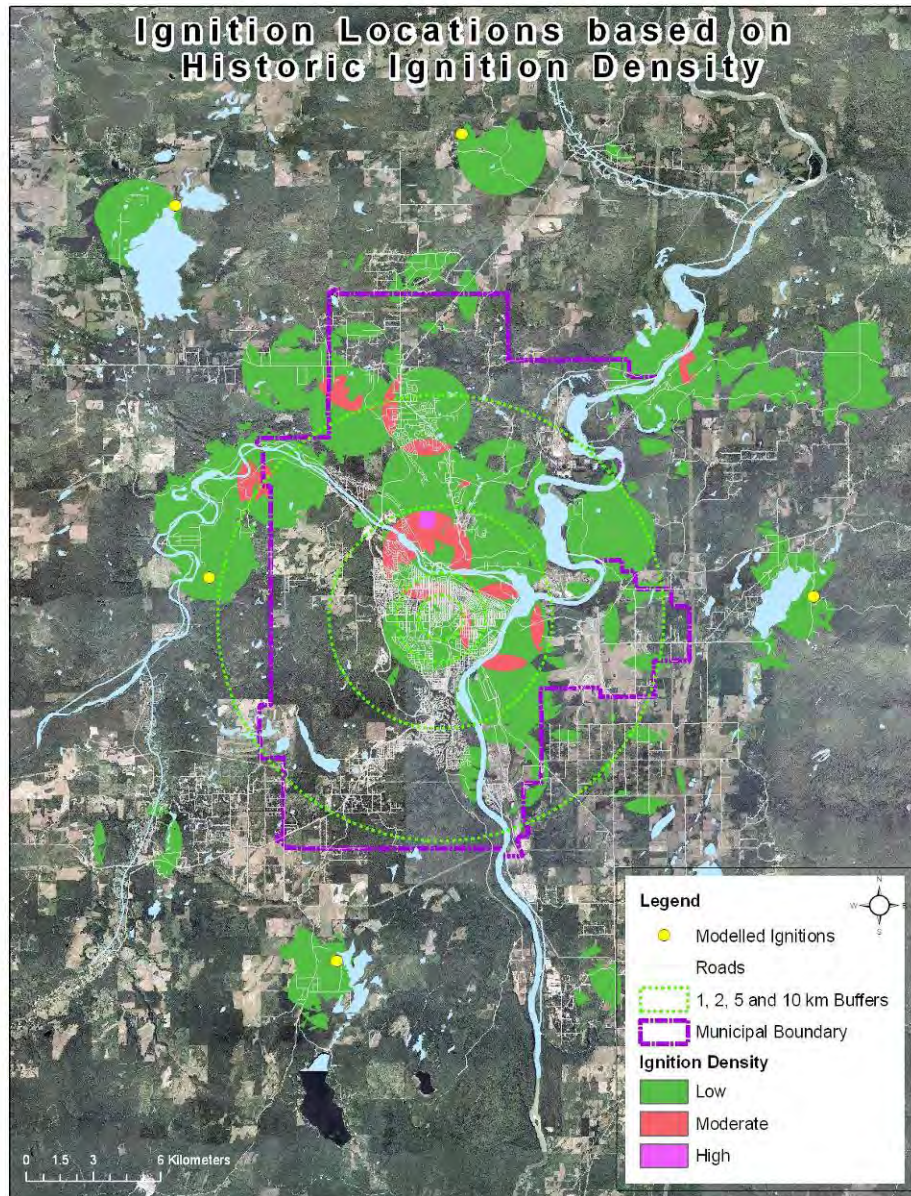 Ignition Locations based on
Historic Ignition Density
Legend
N
W
E
S
Modelled Ignitions
Roads
1, 2, 5 and 10 km Buffers
Municipal Boundary
Ignition Density
Low
Moderate
High
0 1.5 3 6 Kilometers